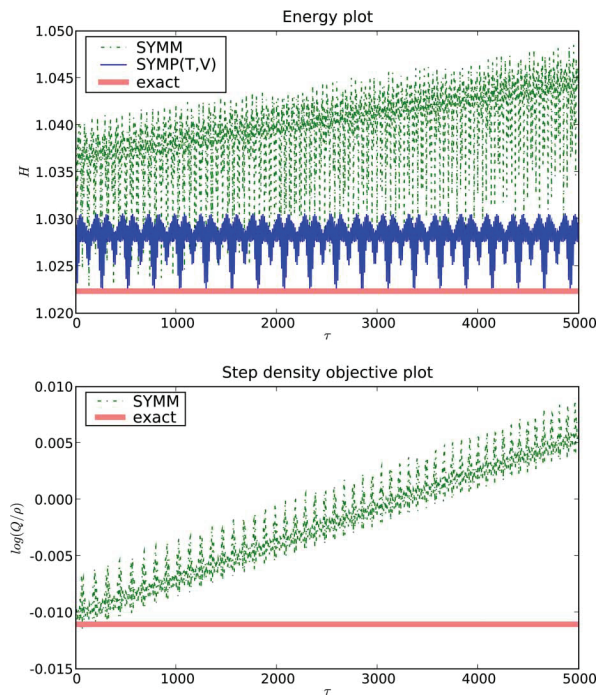 Energy plot
1.050
1.045
1.040
1.035
1.030
1.025
1.020
H
SYMM
SYMP(T,V)
exact
0 1000 2000 3000 4000 5000
τ
Step density objective plot
0.010
0.005
0.000
-0.005
-0.010
-0.015
log(Q/ρ)
SYMM
exact
0 1000 2000 3000 4000 5000
τ